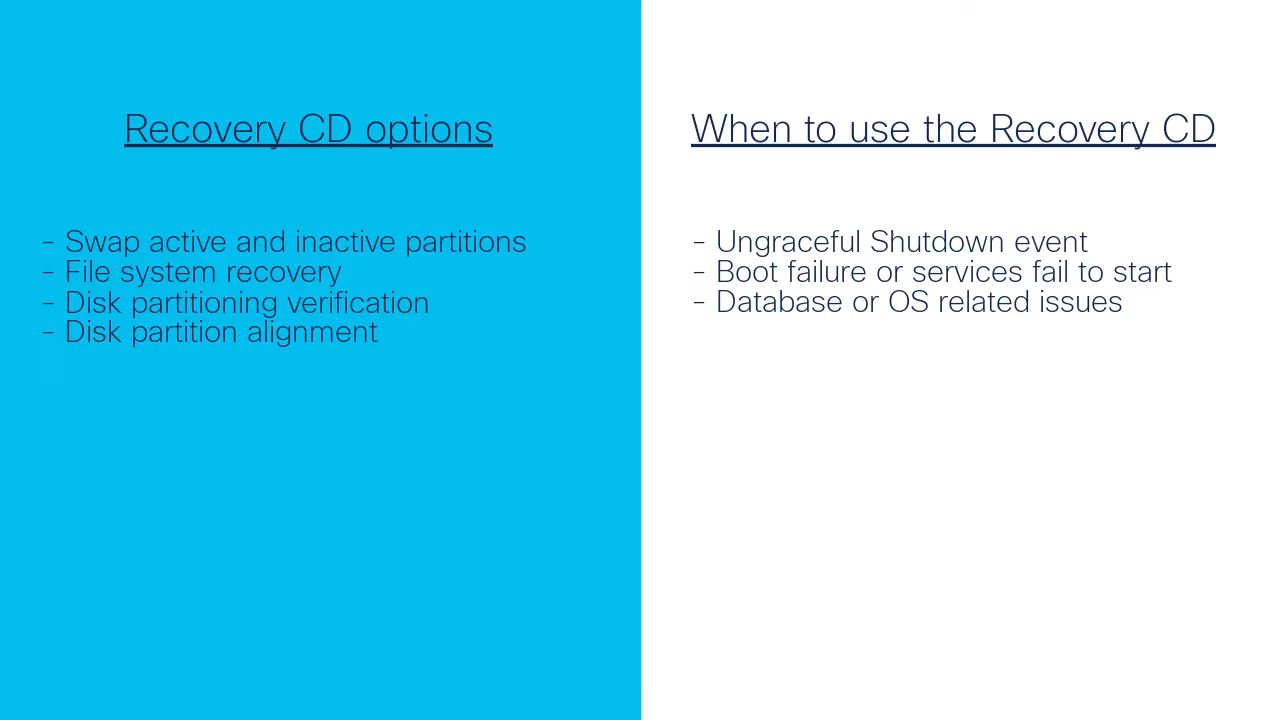 Recovery CD options
- Swap active and inactive partitions
- File system recovery
- Disk partitioning verification
- Disk partition alignment
When to use the Recovery CD
- Ungraceful Shutdown event
- Boot failure or services fail to start
- Database or OS related issues